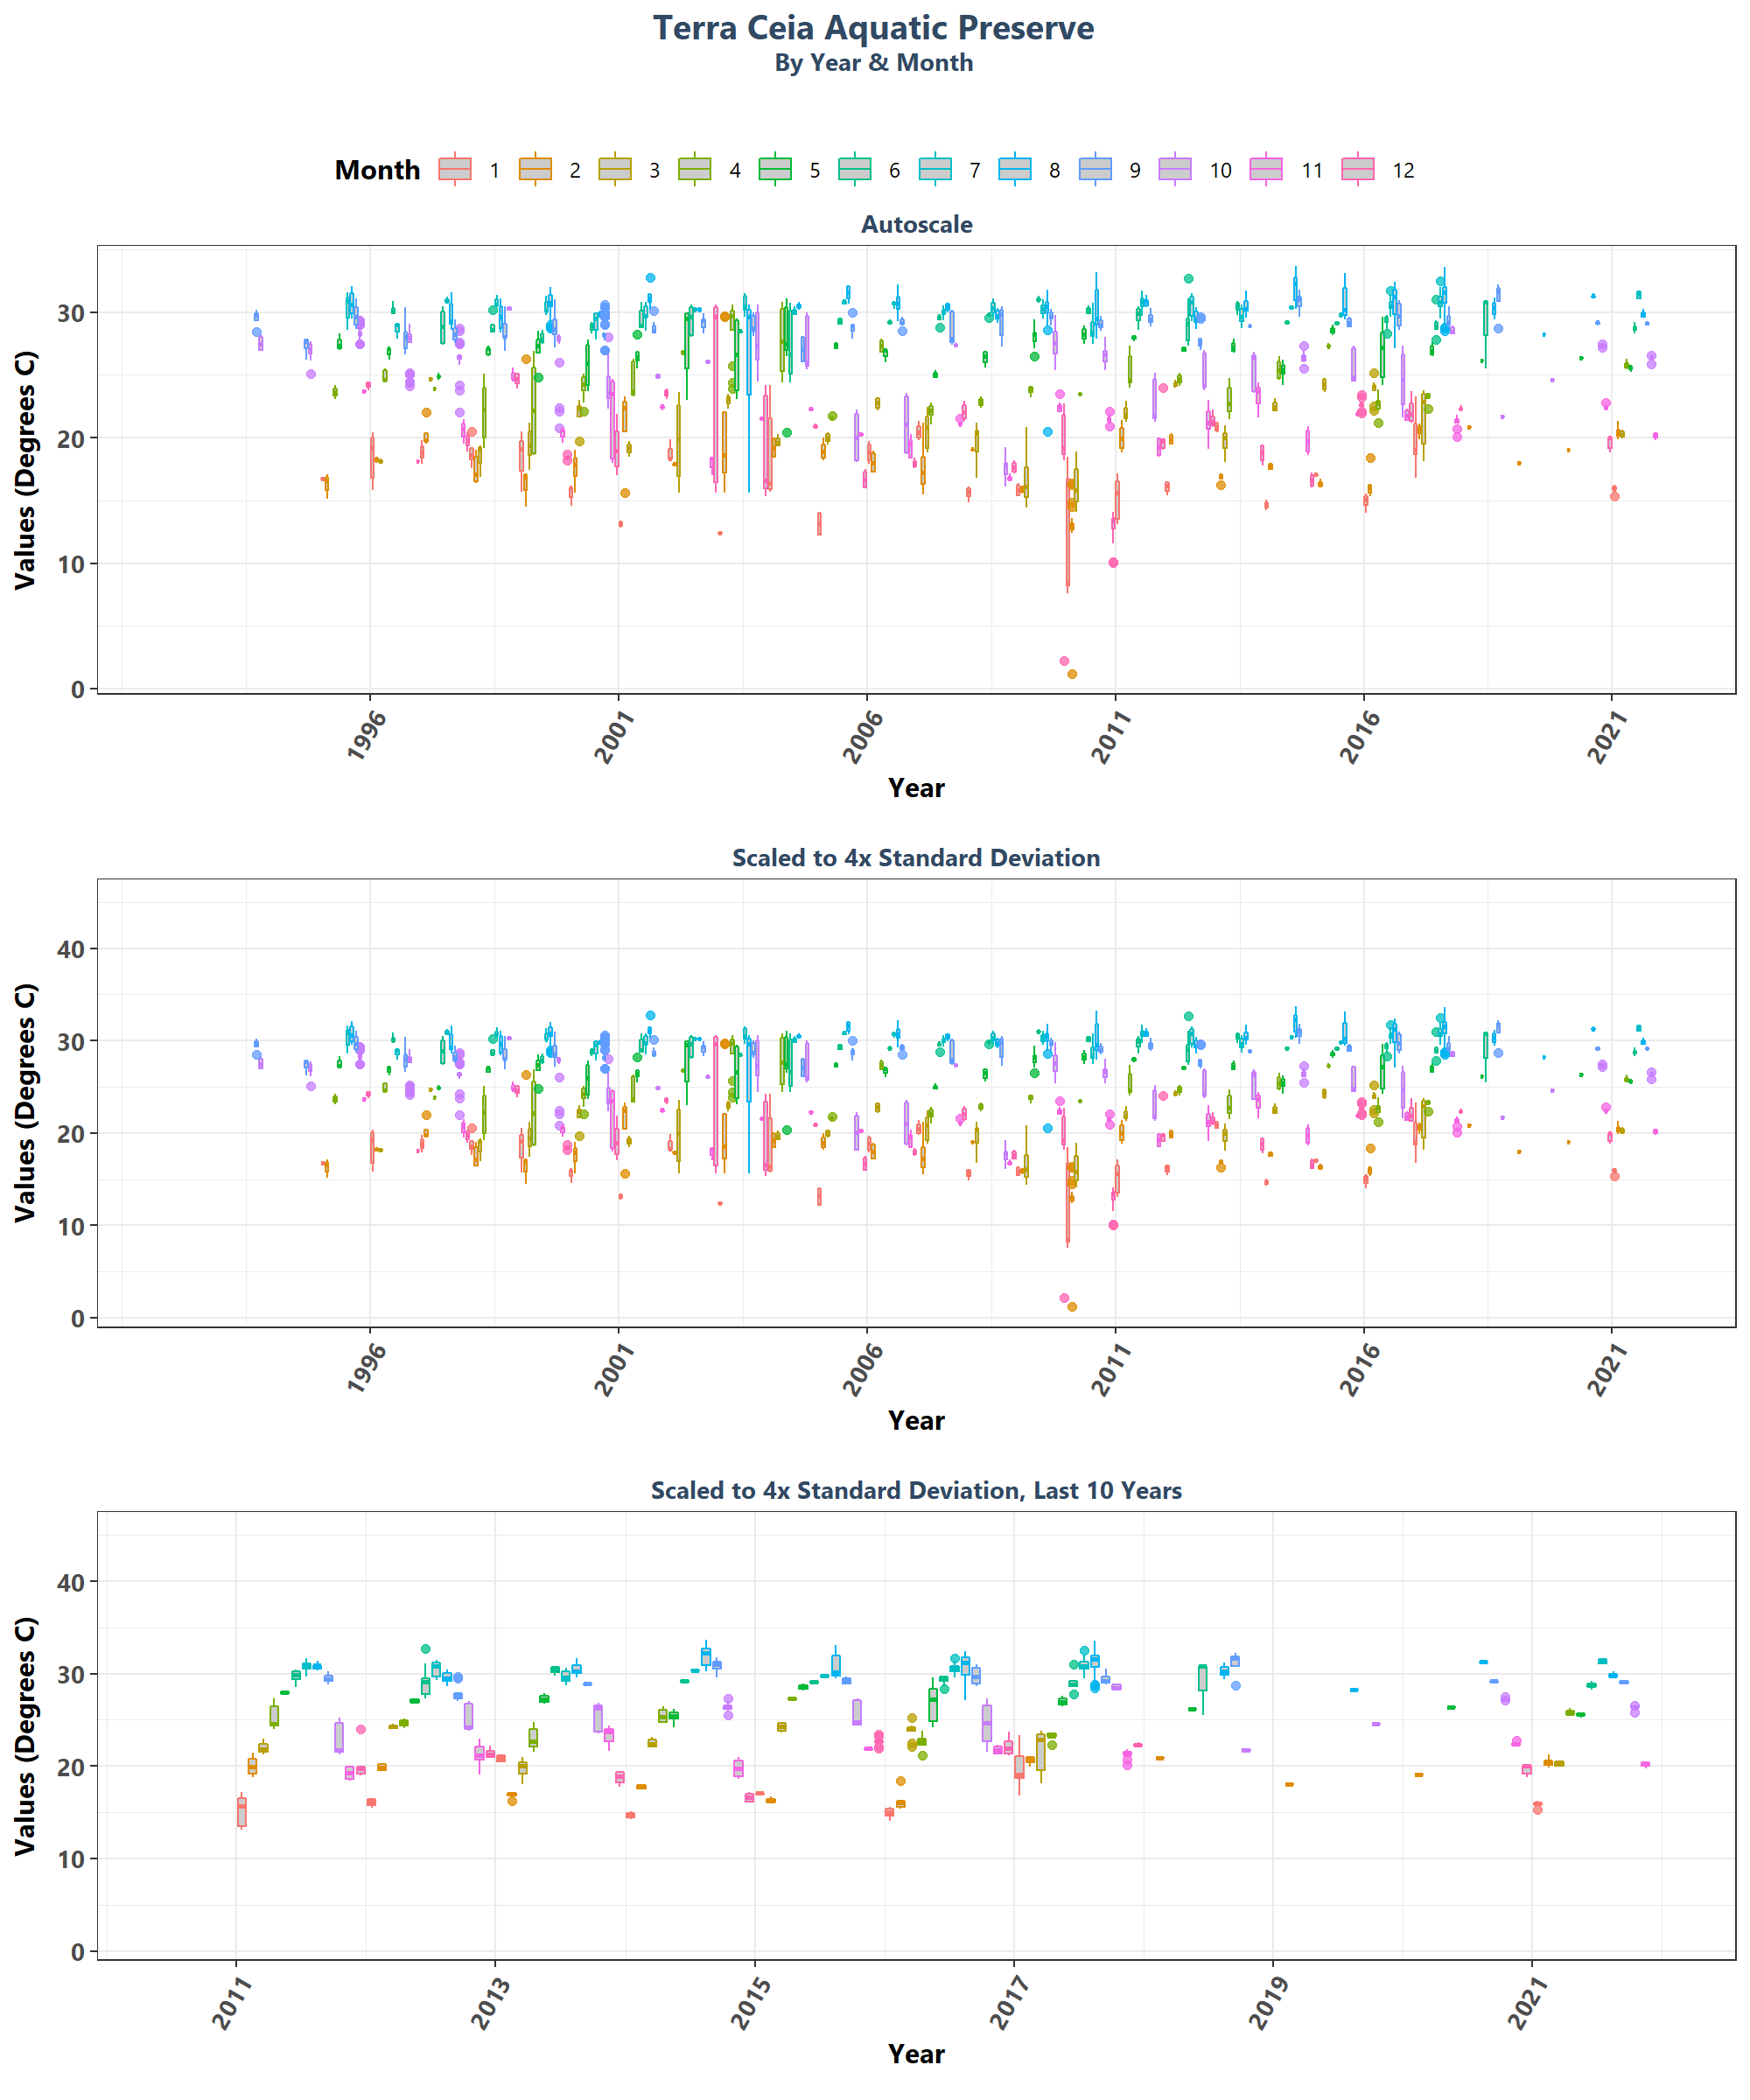 Terra Ceia Aquatic Preserve
By Year & Month
Month 1 2 3 4 5 6 7 8 9 10 11 12
Autoscale
Values (Degrees C)
30
20
10
0
1996 2001 2006 2011 2016 2021
Year
Scaled to 4x Standard Deviation
Values (Degrees C)
40
30
20
10
0
1996 2001 2006 2011 2016 2021
Year
Scaled to 4x Standard Deviation, Last 10 Years
Values (Degrees C)
40
30
20
10
0
2011 2013 2015 2017 2019 2021
Year